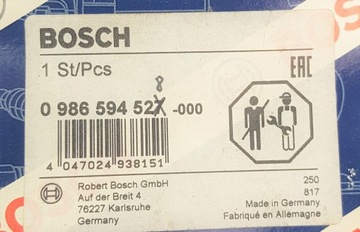 BOSCH
1 St/Pcs
EAC
8
0 986 594 527 -000
4 047024 938151
Robert Bosch GmbH
Auf der Breit 4
76227 Karlsruhe
Germany
250
817
Made in Germany
Fabriqué en Allemagne